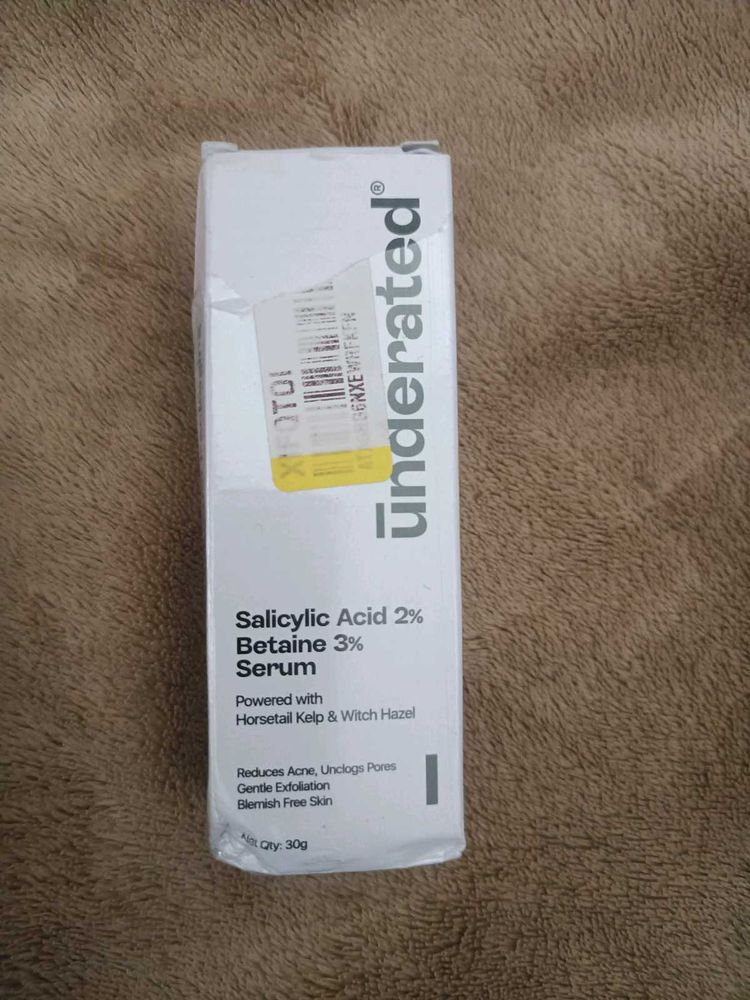 ūnderated®
Salicylic Acid 2%
Betaine 3%
Serum
Powered with
Horsetail Kelp & Witch Hazel
Reduces Acne, Unclogs Pores
Gentle Exfoliation
Blemish Free Skin
Net Qty: 30g